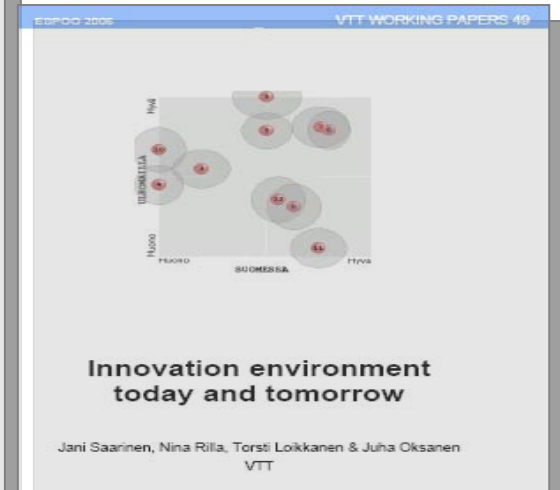 ESPOO 2006 VTT WORKING PAPERS 49
Hyvä
ULKOMAILLA
Huono
Huono Hyvä
SUOMESSA
Innovation environment
today and tomorrow
Jani Saarinen, Nina Rilla, Torsti Loikkanen & Juha Oksanen
VTT